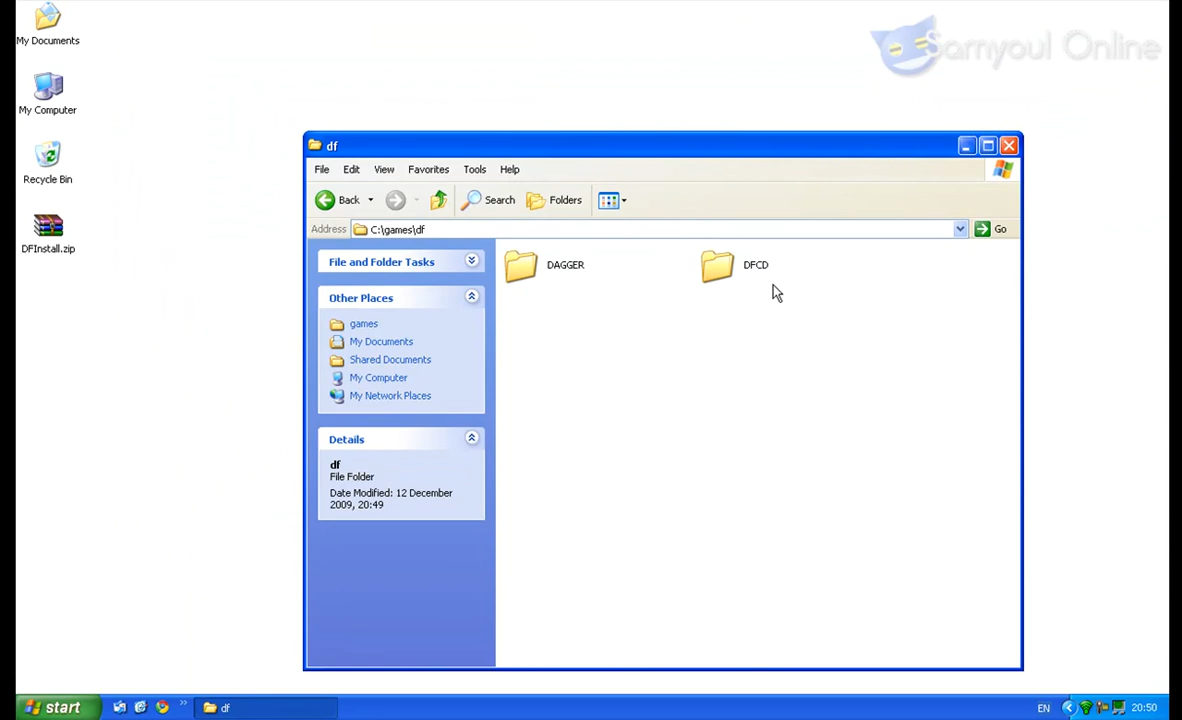 My Documents
My Computer
Recycle Bin
DFInstall.zip
Samyoul Online
df
File Edit View Favorites Tools Help
Back Search Folders
Address C:\games\df Go
File and Folder Tasks
Other Places
games
My Documents
Shared Documents
My Computer
My Network Places
Details
df
File Folder
Date Modified: 12 December
2009, 20:49
DAGGER DFCD
start df EN 20:50